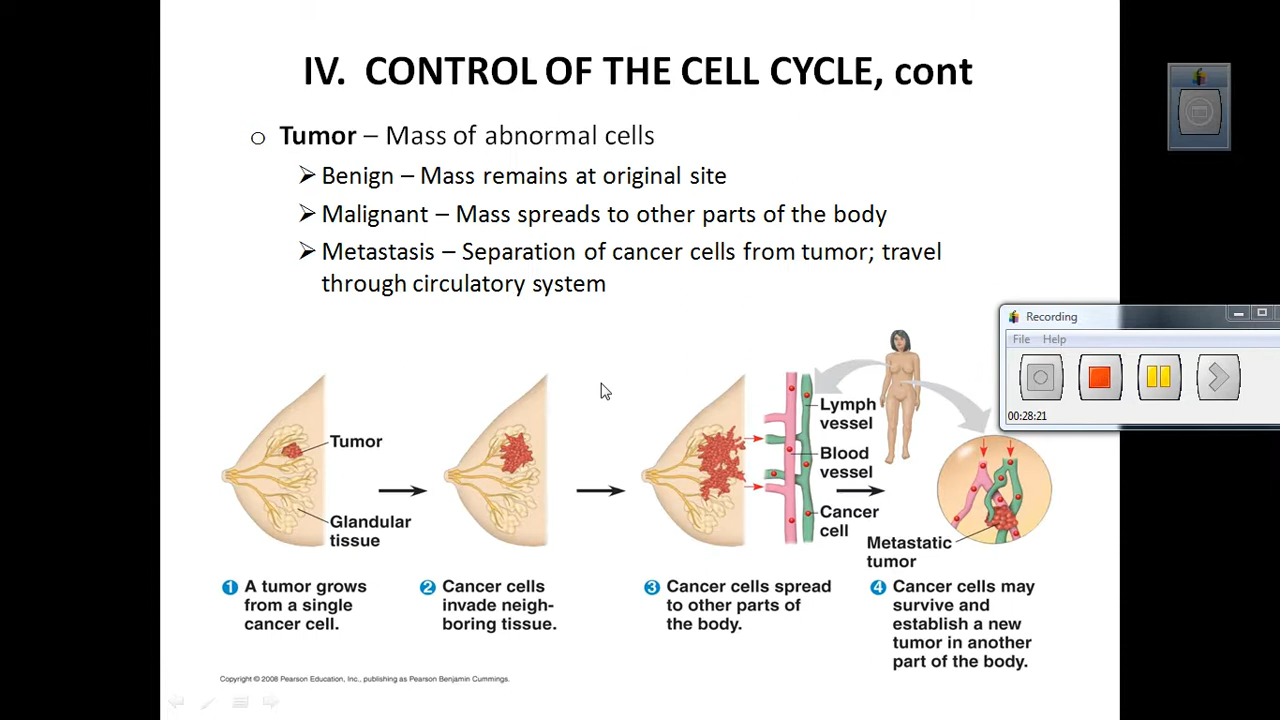 IV. CONTROL OF THE CELL CYCLE, cont
o Tumor – Mass of abnormal cells
➢ Benign – Mass remains at original site
➢ Malignant – Mass spreads to other parts of the body
➢ Metastasis – Separation of cancer cells from tumor; travel
through circulatory system
Recording
File Help
00:28:21
Tumor
Glandular
tissue
Lymph
vessel
Blood
vessel
Cancer
cell
Metastatic
tumor
1 A tumor grows
from a single
cancer cell.
2 Cancer cells
invade neigh-
boring tissue.
3 Cancer cells spread
to other parts of
the body.
4 Cancer cells may
survive and
establish a new
tumor in another
part of the body.
Copyright © 2008 Pearson Education, Inc., publishing as Pearson Benjamin Cummings.